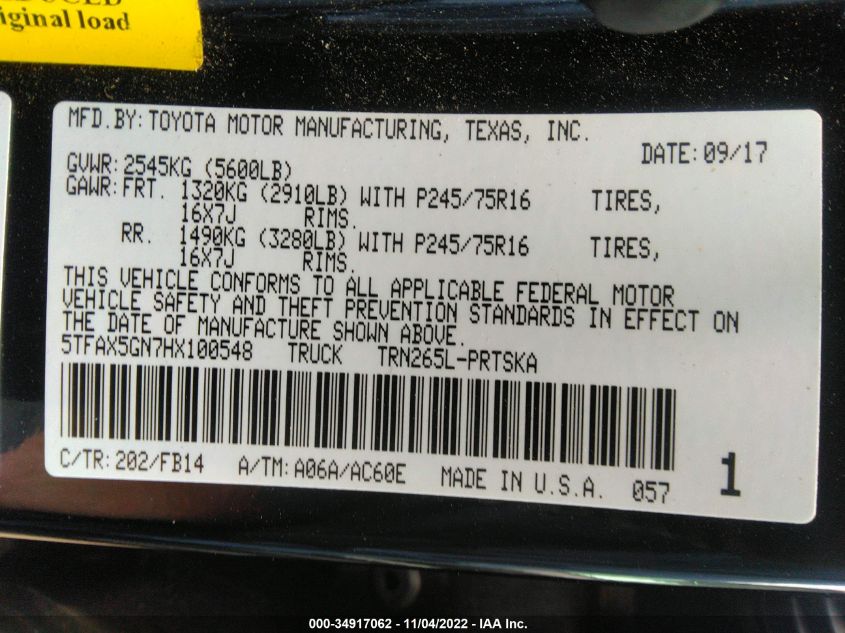 iginal load
MFD.BY: TOYOTA MOTOR MANUFACTURING, TEXAS, INC.
DATE: 09/17
GVWR: 2545KG (5600LB)
GAWR: FRT. 1320KG (2910LB) WITH P245/75R16 TIRES,
16X7J RIMS.
RR. 1490KG (3280LB) WITH P245/75R16 TIRES,
16X7J RIMS.
THIS VEHICLE CONFORMS TO ALL APPLICABLE FEDERAL MOTOR
VEHICLE SAFETY AND THEFT PREVENTION STANDARDS IN EFFECT ON
THE DATE OF MANUFACTURE SHOWN ABOVE.
5TFAX5GN7HX100548 TRUCK TRN265L-PRTSKA
C/TR: 202/FB14 A/TM: A06A/AC60E MADE IN U.S.A. 057 1
000-34917062 - 11/04/2022 - IAA Inc.